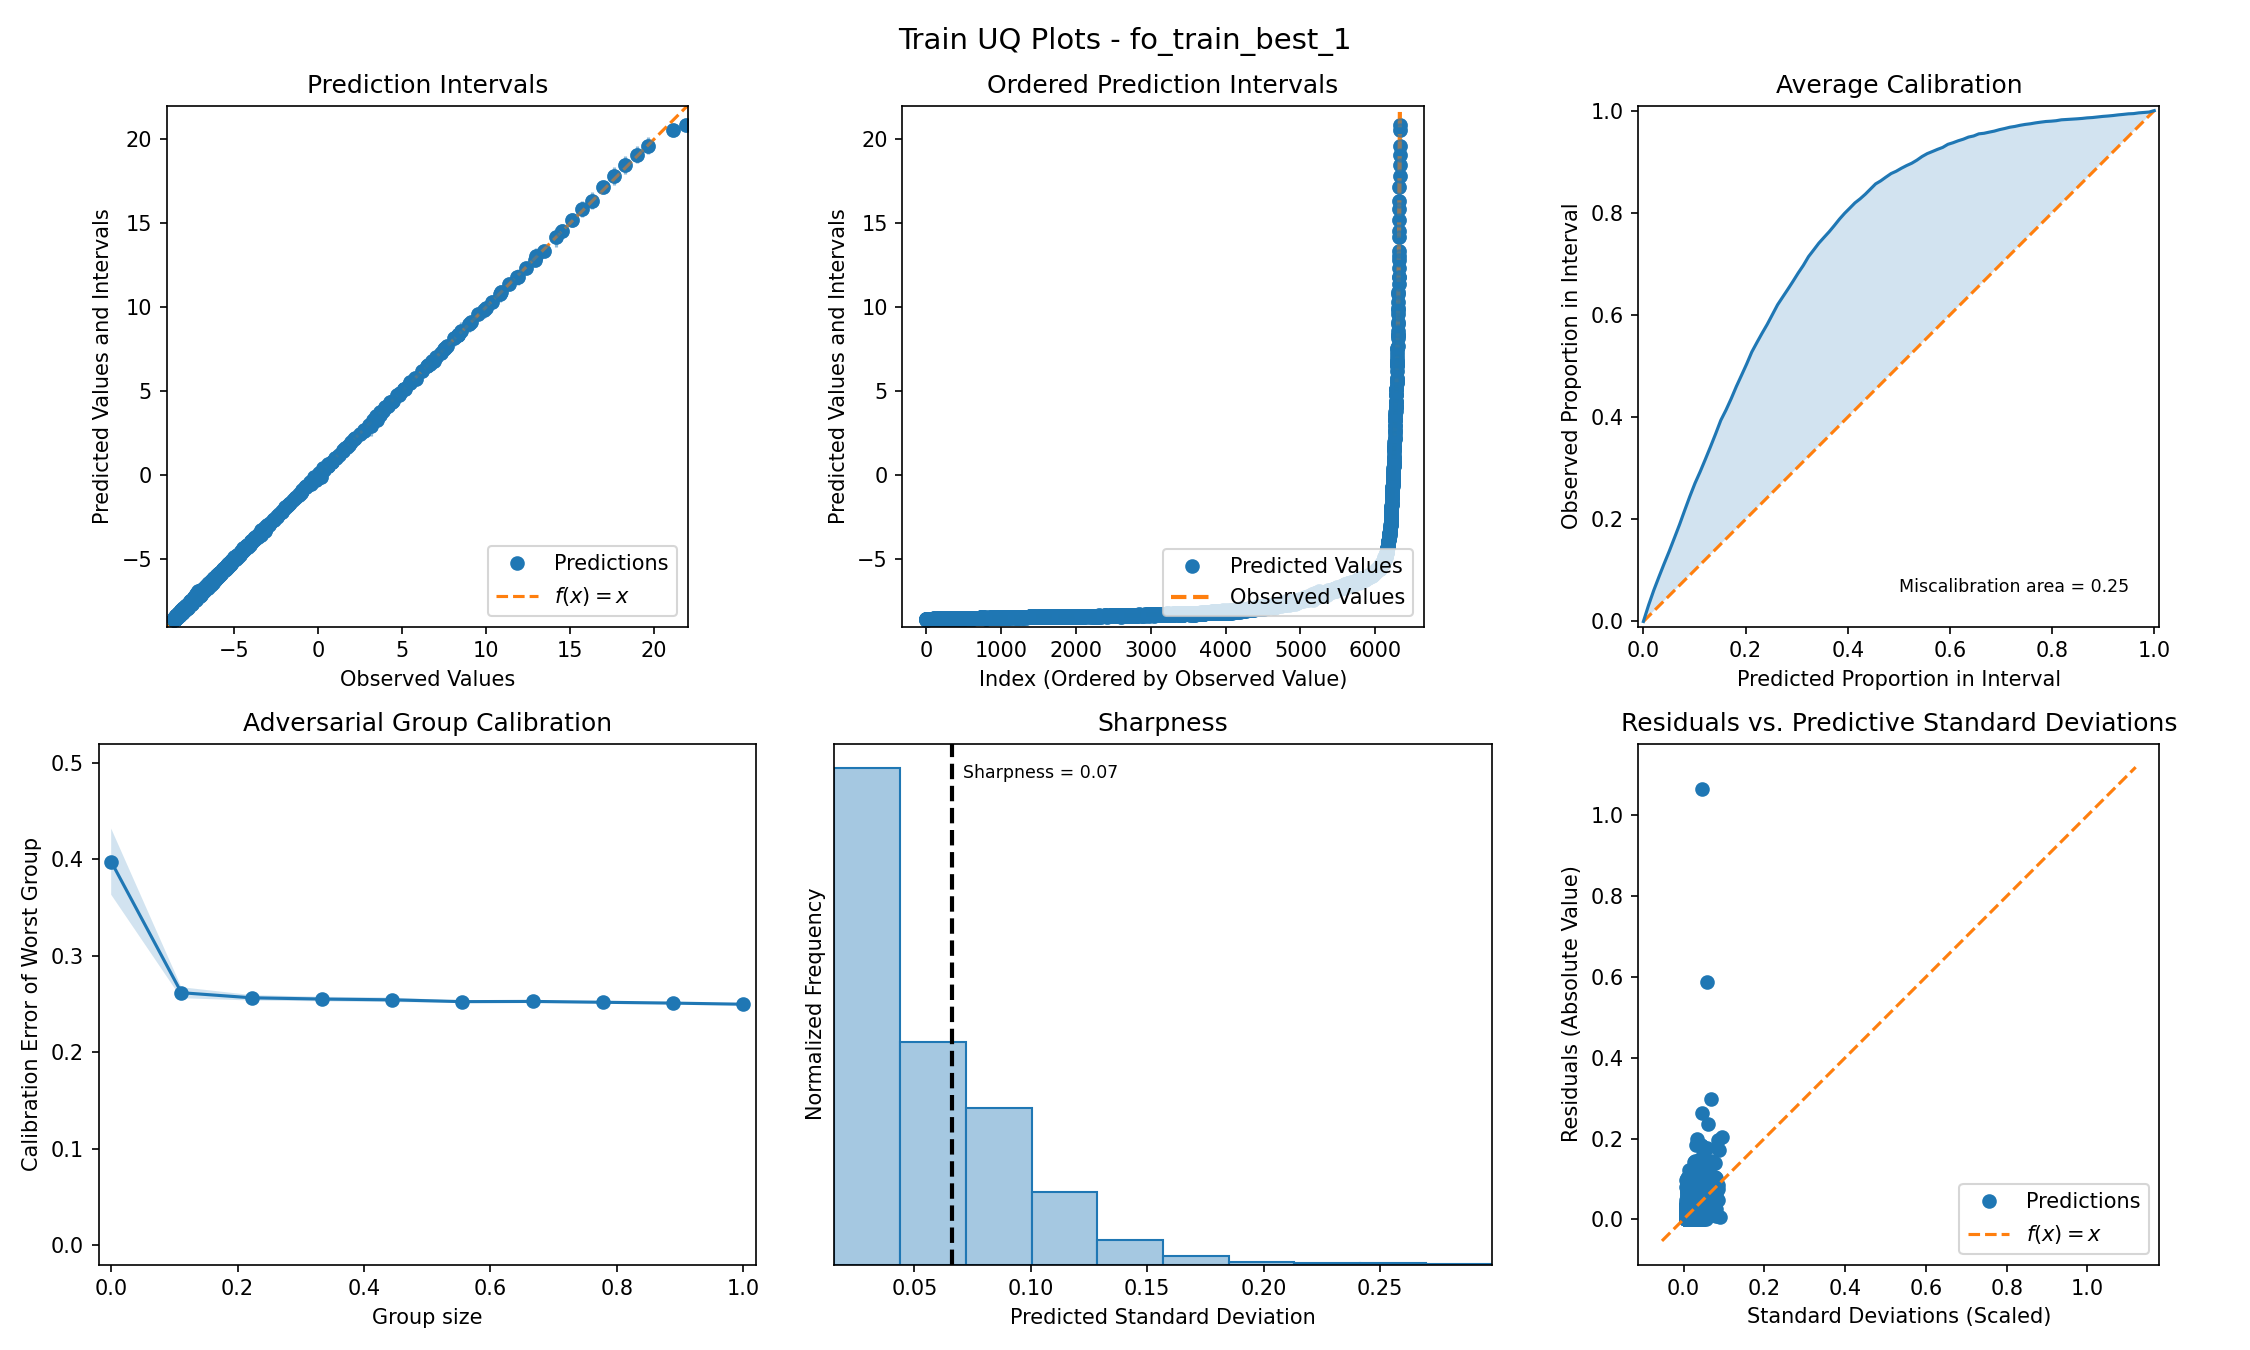 Train UQ Plots - fo_train_best_1
Prediction Intervals
Predicted Values and Intervals
20
15
10
5
0
−5
−5 0 5 10 15 20
Observed Values
Predictions
f(x) = x
Ordered Prediction Intervals
Predicted Values and Intervals
20
15
10
5
0
−5
0 1000 2000 3000 4000 5000 6000
Index (Ordered by Observed Value)
Predicted Values
Observed Values
Average Calibration
Observed Proportion in Interval
1.0
0.8
0.6
0.4
0.2
0.0
0.0 0.2 0.4 0.6 0.8 1.0
Predicted Proportion in Interval
Miscalibration area = 0.25
Adversarial Group Calibration
Calibration Error of Worst Group
0.5
0.4
0.3
0.2
0.1
0.0
0.0 0.2 0.4 0.6 0.8 1.0
Group size
Sharpness
Normalized Frequency
Sharpness = 0.07
0.05 0.10 0.15 0.20 0.25
Predicted Standard Deviation
Residuals vs. Predictive Standard Deviations
Residuals (Absolute Value)
1.0
0.8
0.6
0.4
0.2
0.0
0.0 0.2 0.4 0.6 0.8 1.0
Standard Deviations (Scaled)
Predictions
f(x) = x